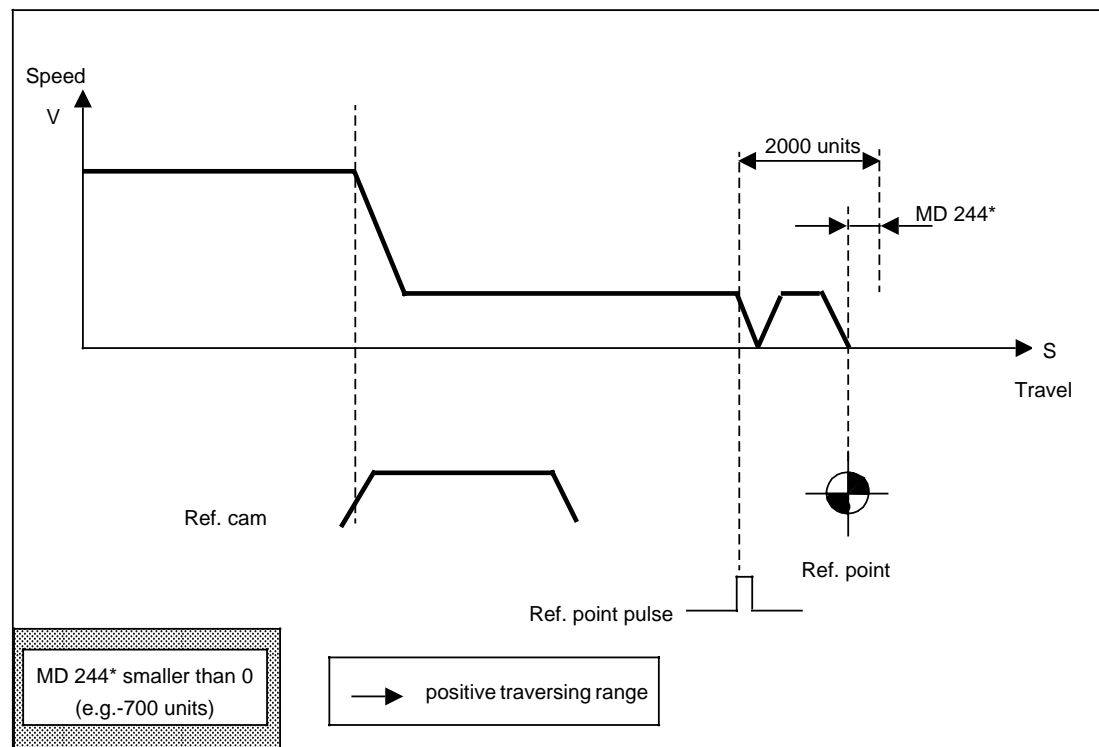 Speed
V
2000 units
MD 244*
S
Travel
Ref. cam
Ref. point
Ref. point pulse
MD 244* smaller than 0
(e.g.-700 units)
positive traversing range